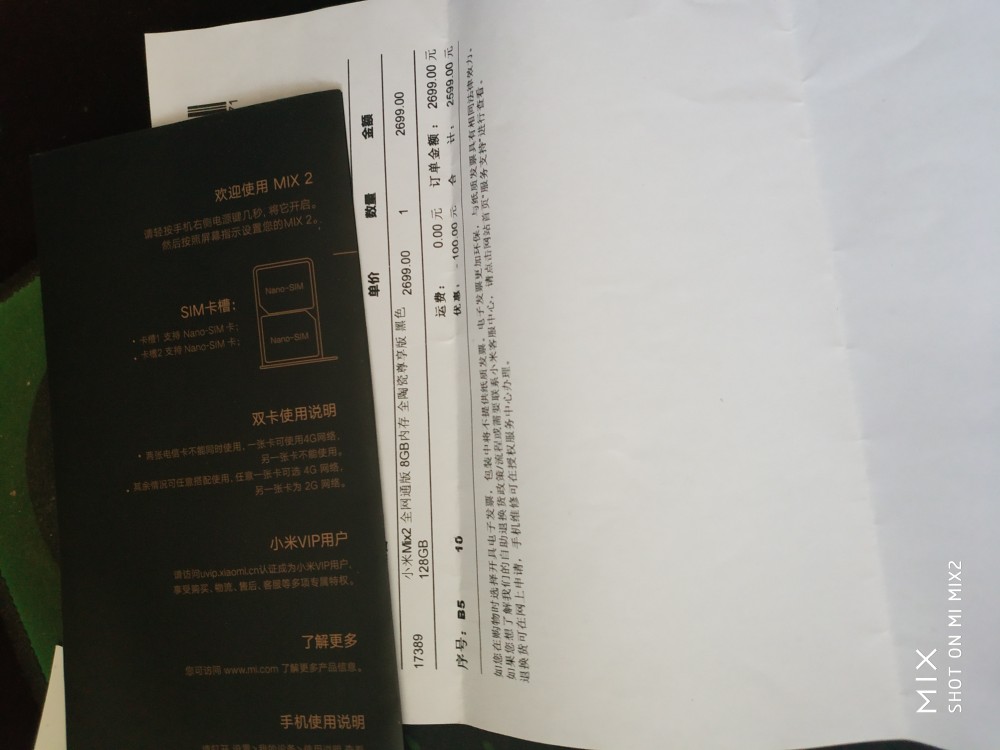 欢迎使用 MIX 2
请轻按手机右侧电源键几秒,将它开启。
然后按照屏幕指示设置您的MIX 2。
SIM卡槽:
• 卡槽1 支持 Nano-SIM 卡;
• 卡槽2 支持 Nano-SIM 卡;
Nano-SIM
Nano-SIM
双卡使用说明
• 两张电信卡不能同时使用,一张卡可使用4G网络,
另一张卡不能使用。
• 其余情况可任意搭配使用,任意一张卡可选 4G 网络,
另一张卡为 2G 网络。
小米VIP用户
请访问uvip.xiaomi.cn认证成为小米VIP用户,
享受购买、物流、售后、客服等多项专属特权。
了解更多
您可访问 www.mi.com 了解更多产品信息。
手机使用说明
71
单价 数量 金额
17389 小米Mix2 全网通版 8GB内存 全陶瓷尊享版 黑色 2699.00 1 2699.00
128GB
运费: 0.00 元 订单金额: 2699.00 元
序号: B5 10 优惠: -100.00 元 合 计: 2599.00 元
如您在购物时选择开具电子发票,包装中将不提供纸质发票。电子发票更加环保,与纸质发票具有相同法律效力。
如果您想了解我们的自助退换货政策/流程或需要联系小米客服中心,请点击网站首页"服务支持"进行查看。
退换货可在网上申请,手机维修可在授权服务中心办理。
MIX
SHOT ON MI MIX2